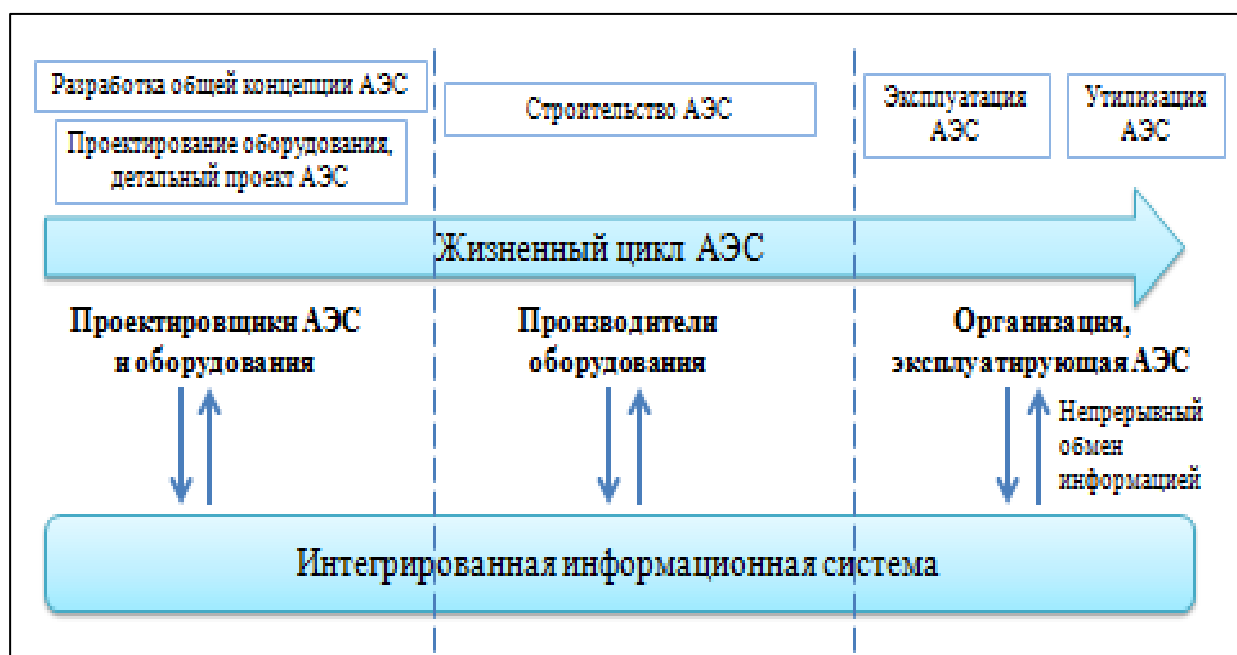 Разработка общей концепции АЭС
Проектирование оборудования,
детальный проект АЭС
Строительство АЭС
Эксплуатация
АЭС
Утилизация
АЭС
Жизненный цикл АЭС
Проектировщики АЭС
и оборудования
Производители
оборудования
Организация,
эксплуатирующая АЭС
Непрерывный
обмен
информацией
Интегрированная информационная система